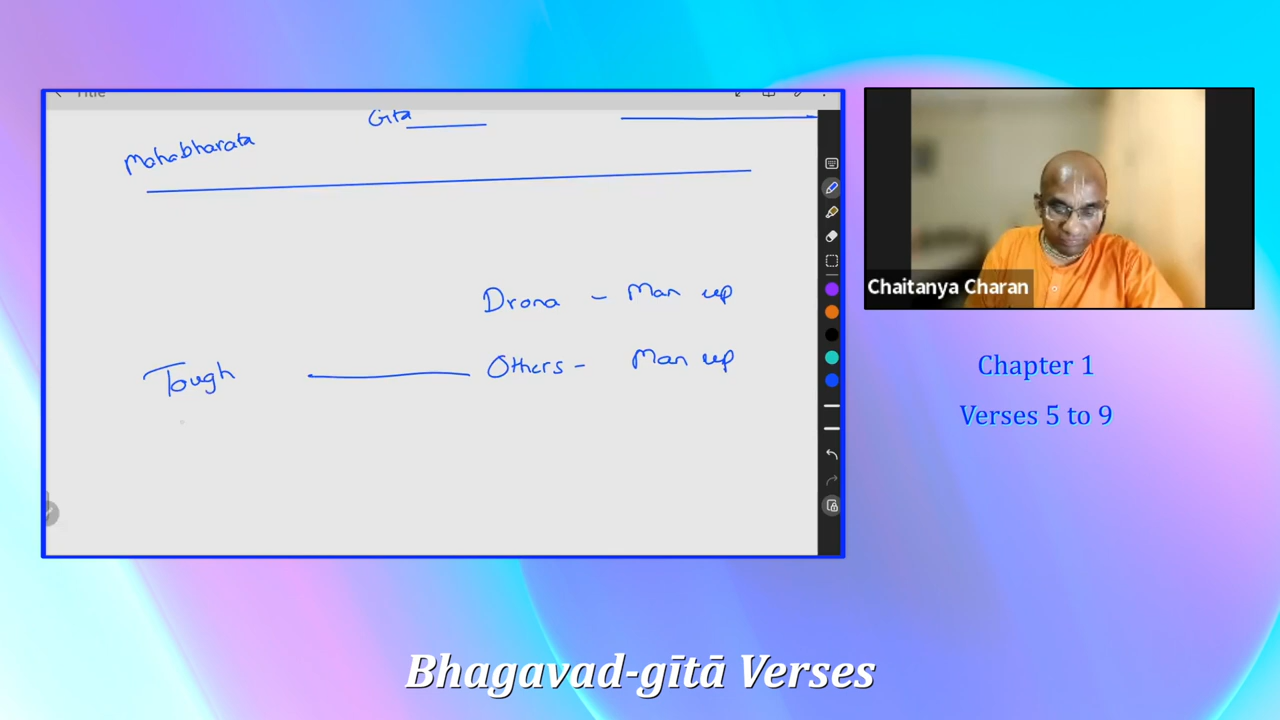 Title
Gita
Mahabharata
Drona - Man up
Tough Others - Man up
Chaitanya Charan
Chapter 1
Verses 5 to 9
Bhagavad-gītā Verses